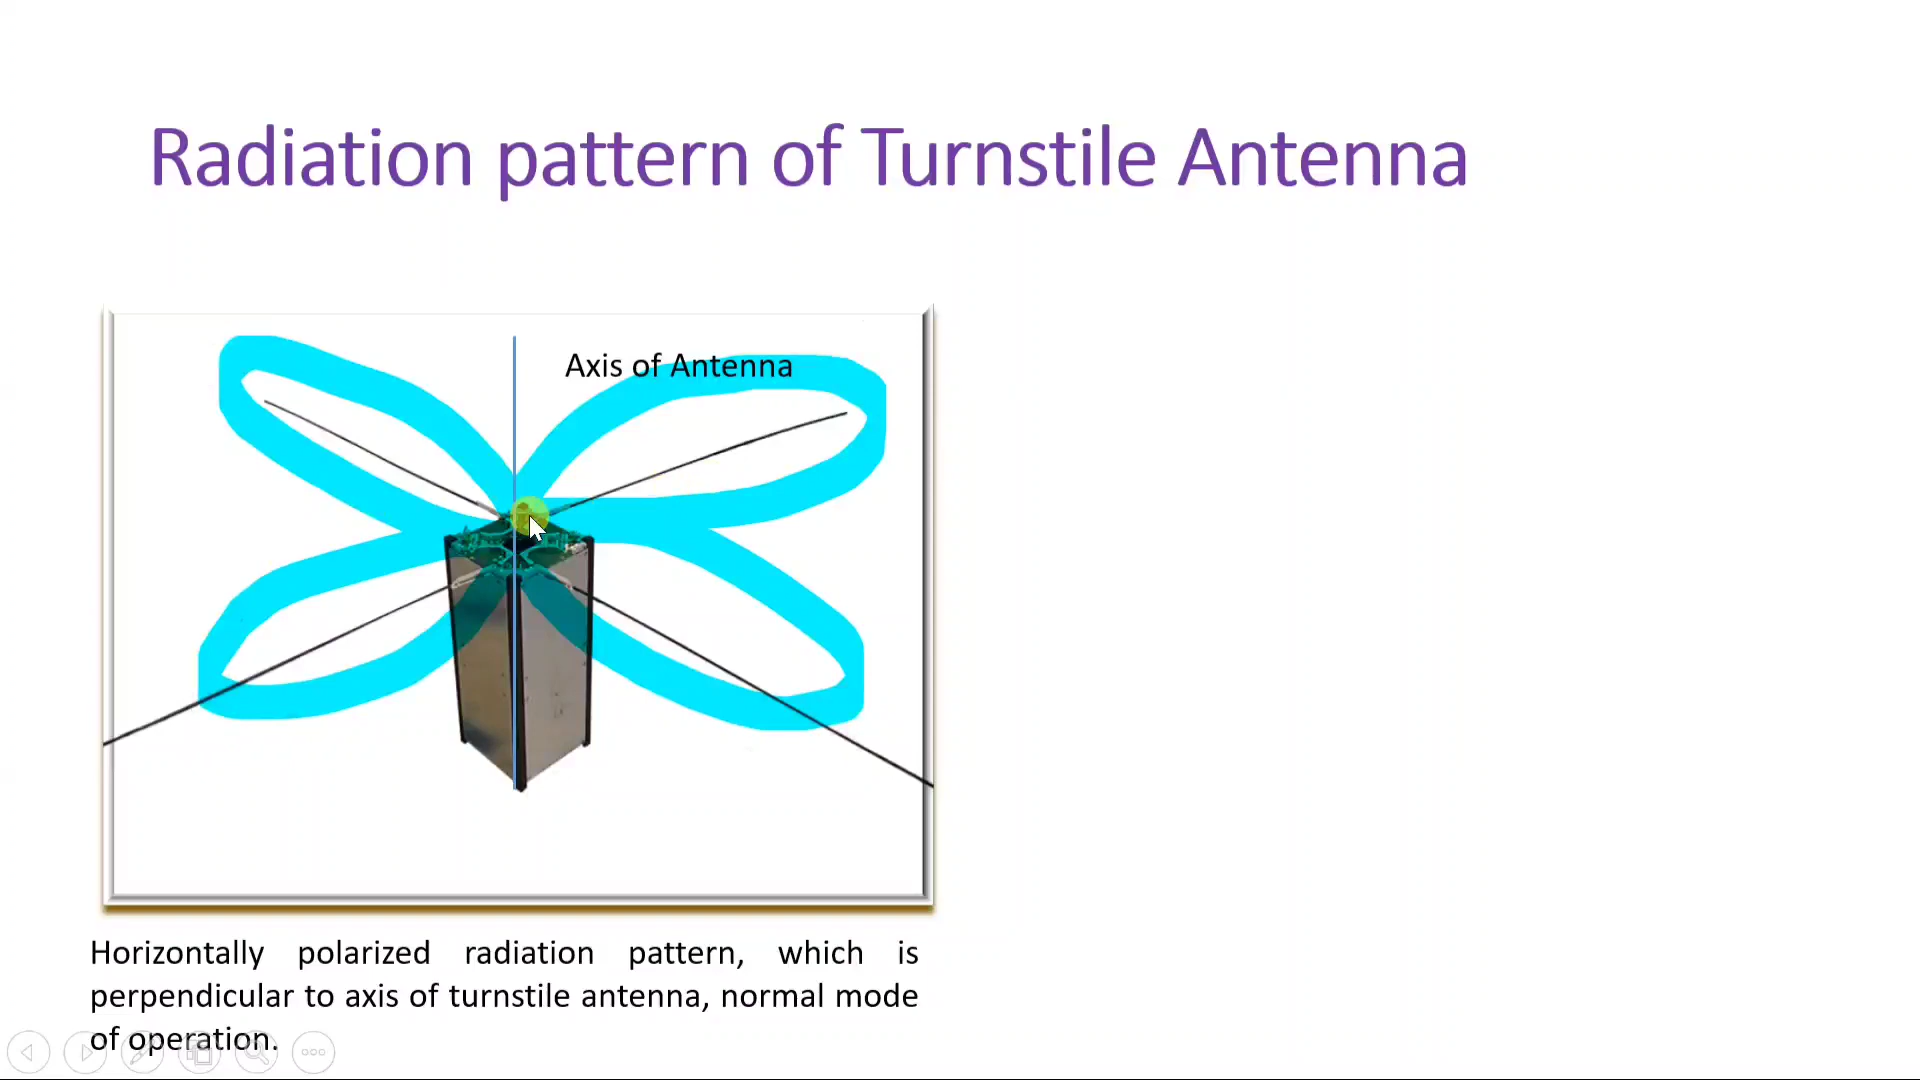 Radiation pattern of Turnstile Antenna
Axis of Antenna
Horizontally polarized radiation pattern, which is
perpendicular to axis of turnstile antenna, normal mode
of operation.